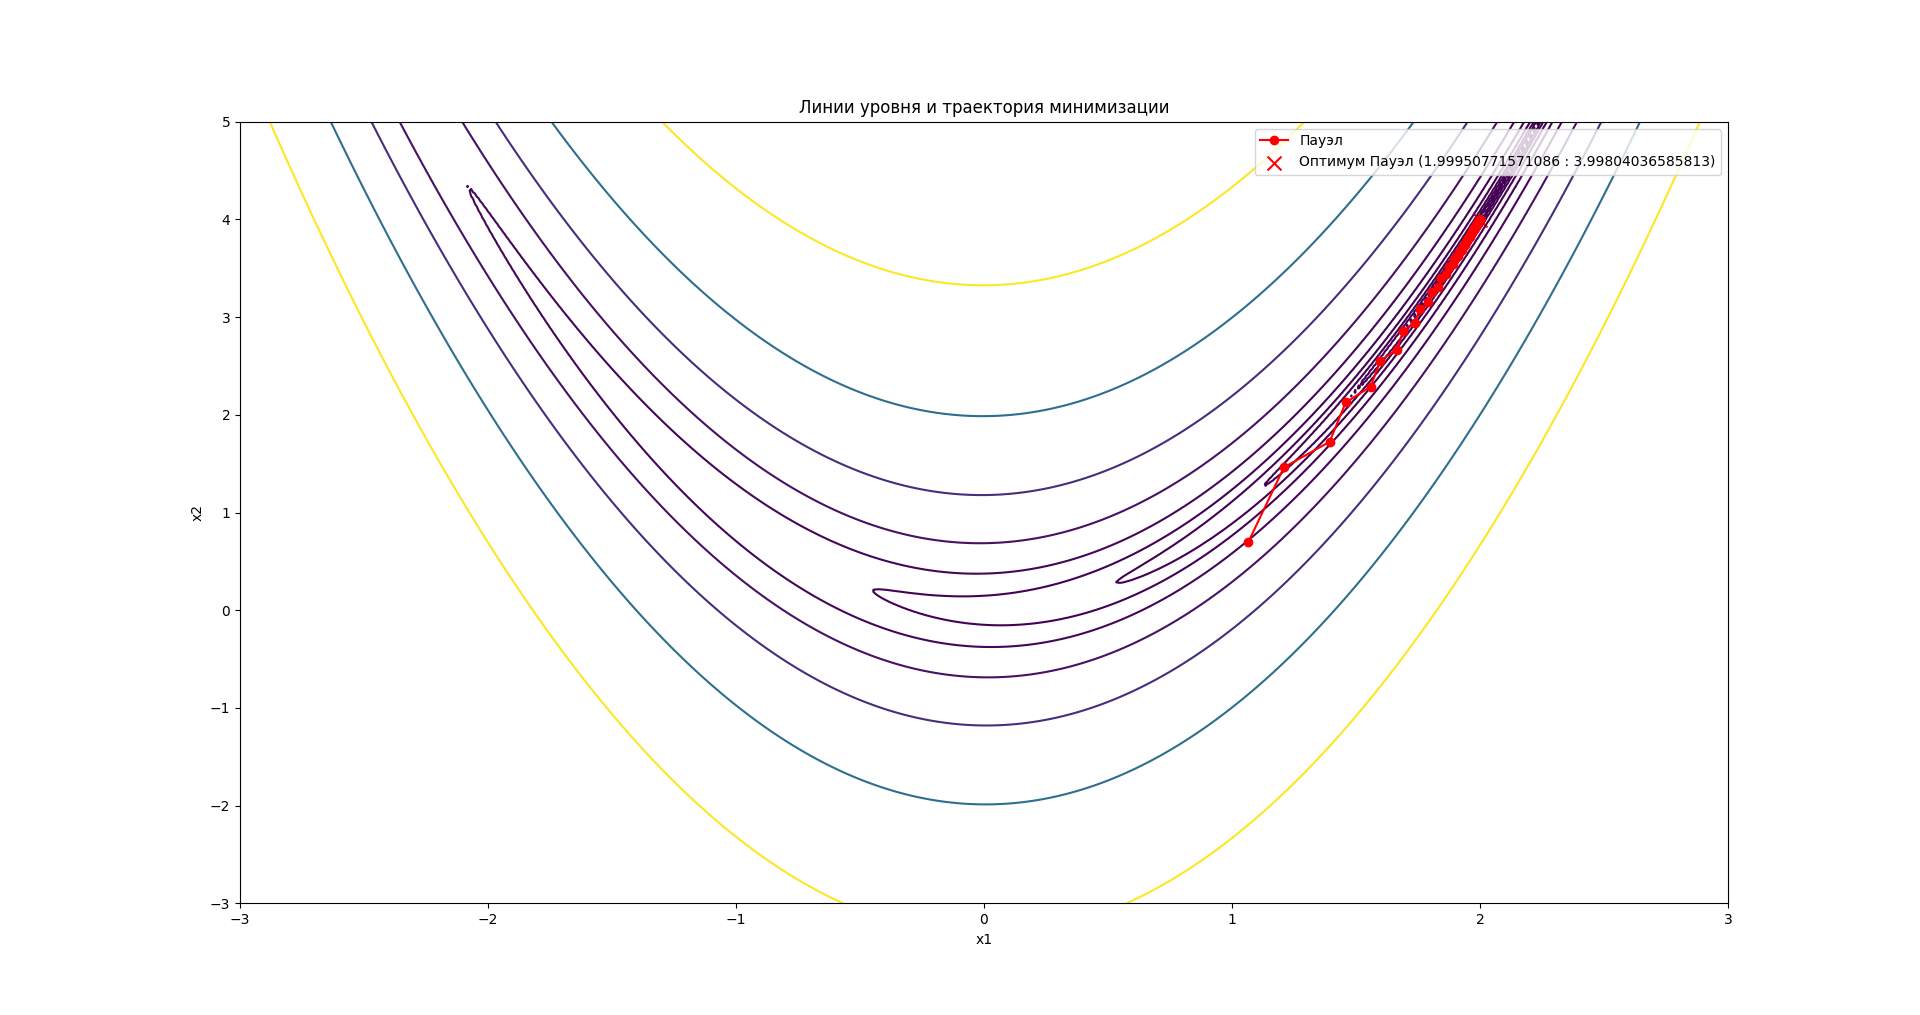 Линии уровня и траектория минимизации
Пауэл
Оптимум Пауэл (1.99950771571086 : 3.99804036585813)
5
4
3
2
1
0
−1
−2
−3
x2
−3 −2 −1 0 1 2 3
x1